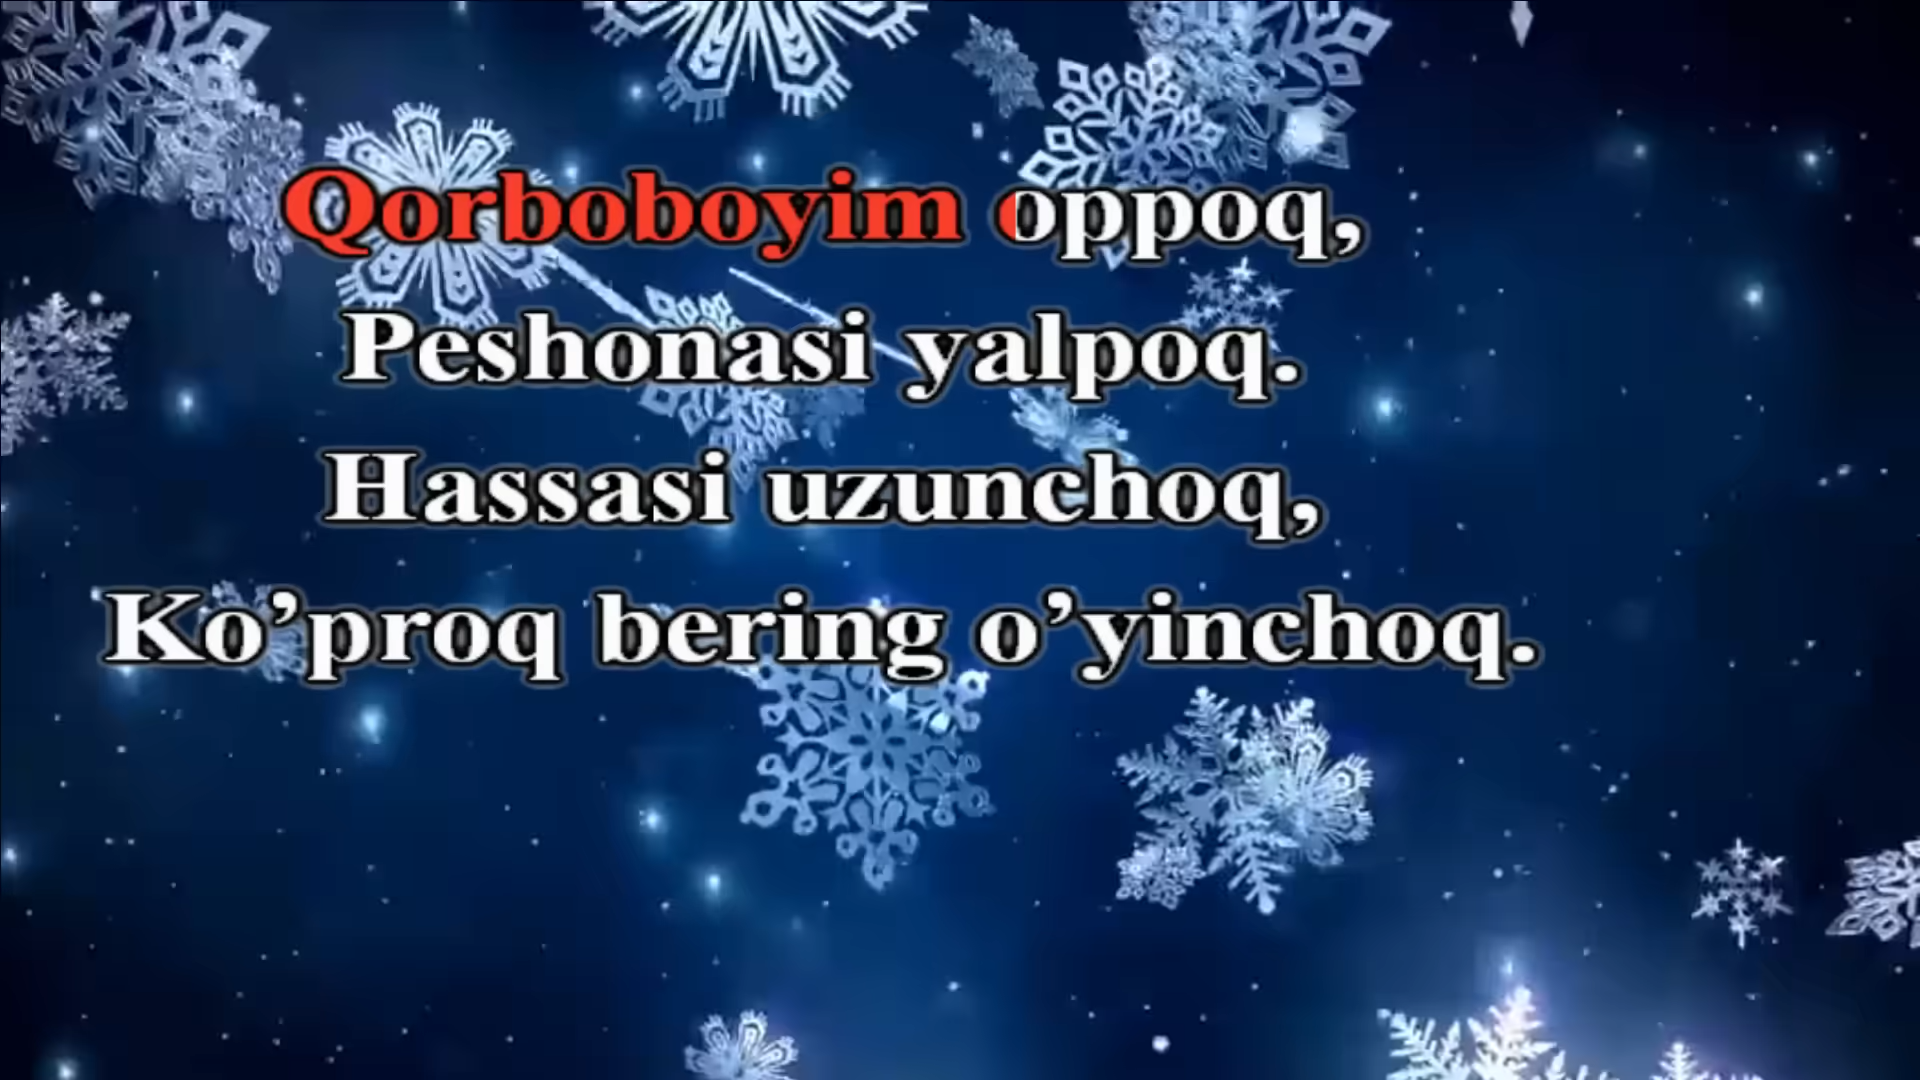 Qorboboyim oppoq,
Peshonasi yalpoq.
Hassasi uzunchoq,
Ko’proq bering o’yinchoq.